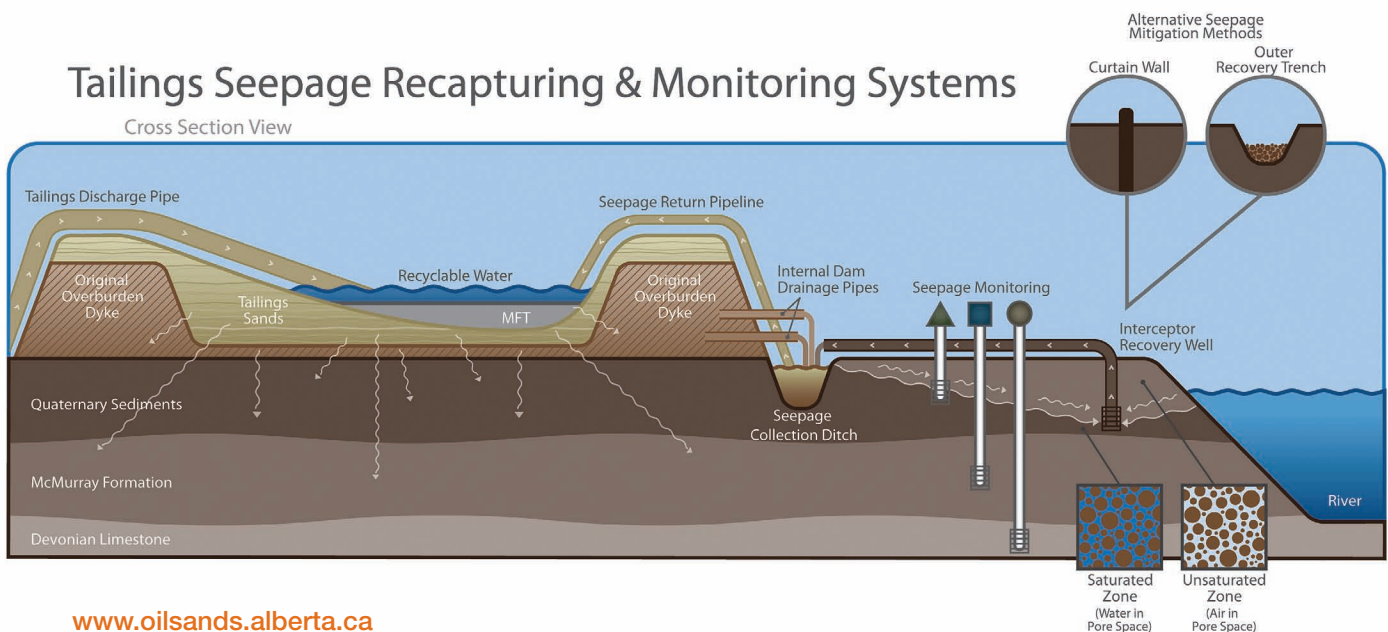 Alternative Seepage
Mitigation Methods
Curtain Wall
Outer
Recovery Trench
Tailings Seepage Recapturing & Monitoring Systems
Cross Section View
Tailings Discharge Pipe
Seepage Return Pipeline
Original
Overburden
Dyke
Tailings
Sands
Recyclable Water
MFT
Original
Overburden
Dyke
Internal Dam
Drainage Pipes
Seepage Monitoring
Interceptor
Recovery Well
Quaternary Sediments
Seepage
Collection Ditch
McMurray Formation
River
Devonian Limestone
Saturated
Zone
(Water in
Pore Space)
Unsaturated
Zone
(Air in
Pore Space)
www.oilsands.alberta.ca